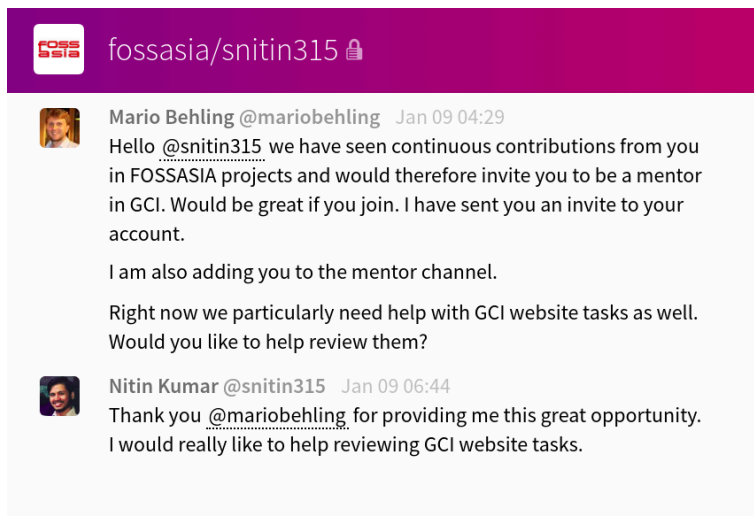 FOSS
ASIA
fossasia/snitin315
Mario Behling @mariobehling Jan 09 04:29
Hello @snitin315 we have seen continuous contributions from you
in FOSSASIA projects and would therefore invite you to be a mentor
in GCI. Would be great if you join. I have sent you an invite to your
account.
I am also adding you to the mentor channel.
Right now we particularly need help with GCI website tasks as well.
Would you like to help review them?
Nitin Kumar @snitin315 Jan 09 06:44
Thank you @mariobehling for providing me this great opportunity.
I would really like to help reviewing GCI website tasks.